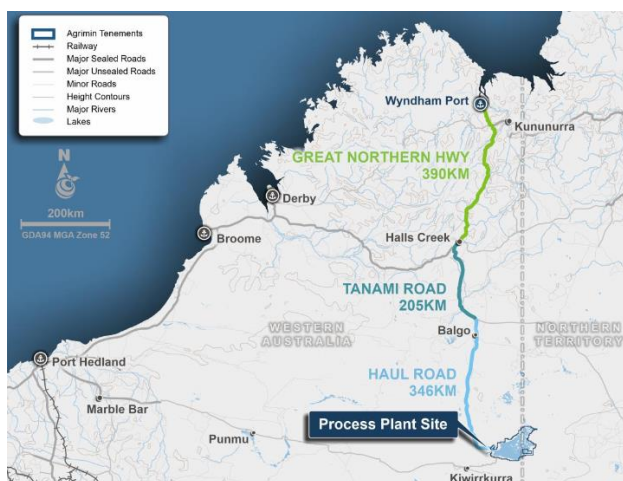 Agrimin Tenements
Railway
Major Sealed Roads
Major Unsealed Roads
Minor Roads
Height Contours
Major Rivers
Lakes
N
200km
GDA94 MGA Zone 52
Wyndham Port
Kununurra
GREAT NORTHERN HWY
390KM
Derby
Broome
Halls Creek
TANAMI ROAD
205KM
WESTERN
AUSTRALIA
NORTHERN
TERRITORY
Balgo
Port Hedland
HAUL ROAD
346KM
Marble Bar
Process Plant Site
Punmu
Kiwirrkurra